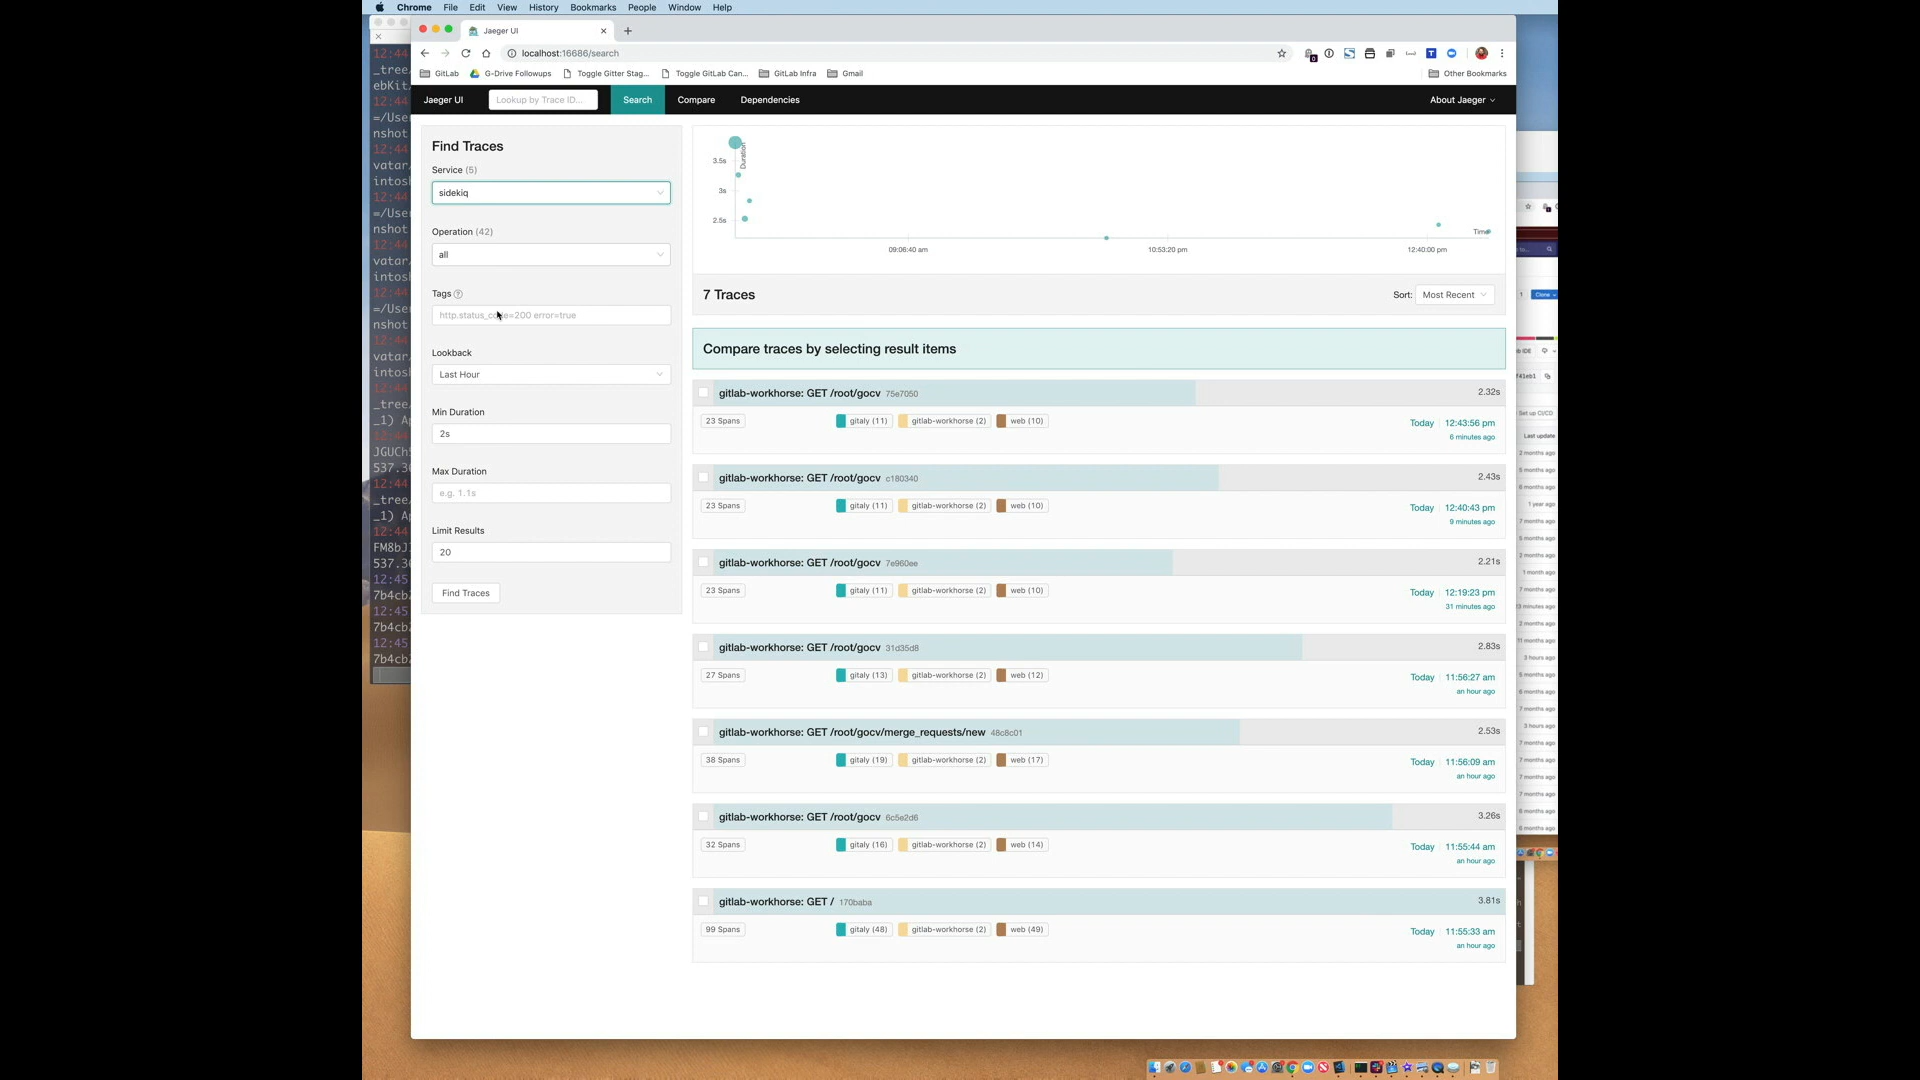 Chrome File Edit View History Bookmarks People Window Help
Jaeger UI
localhost:16686/search
GitLab G-Drive Followups Toggle Gitter Stag... Toggle GitLab Can... GitLab Infra Gmail Other Bookmarks
Jaeger UI Lookup by Trace ID... Search Compare Dependencies About Jaeger
Find Traces
Service (5)
sidekiq
Operation (42)
all
Tags
http.status_code=200 error=true
Lookback
Last Hour
Min Duration
2s
Max Duration
e.g. 1.1s
Limit Results
20
Find Traces
Duration
3.5s
3s
2.5s
Time
09:06:40 am 10:53:20 pm 12:40:00 pm
7 Traces Sort: Most Recent
Compare traces by selecting result items
gitlab-workhorse: GET /root/gocv 75e7050 2.32s
23 Spans gitaly (11) gitlab-workhorse (2) web (10) Today 12:43:56 pm
6 minutes ago
gitlab-workhorse: GET /root/gocv c180340 2.43s
23 Spans gitaly (11) gitlab-workhorse (2) web (10) Today 12:40:43 pm
9 minutes ago
gitlab-workhorse: GET /root/gocv 7e960ee 2.21s
23 Spans gitaly (11) gitlab-workhorse (2) web (10) Today 12:19:23 pm
31 minutes ago
gitlab-workhorse: GET /root/gocv 31d35d8 2.83s
27 Spans gitaly (13) gitlab-workhorse (2) web (12) Today 11:56:27 am
an hour ago
gitlab-workhorse: GET /root/gocv/merge_requests/new 48c8c01 2.53s
38 Spans gitaly (19) gitlab-workhorse (2) web (17) Today 11:56:09 am
an hour ago
gitlab-workhorse: GET /root/gocv 6c5e2d6 3.26s
32 Spans gitaly (16) gitlab-workhorse (2) web (14) Today 11:55:44 am
an hour ago
gitlab-workhorse: GET / 170baba 3.81s
99 Spans gitaly (48) gitlab-workhorse (2) web (49) Today 11:55:33 am
an hour ago